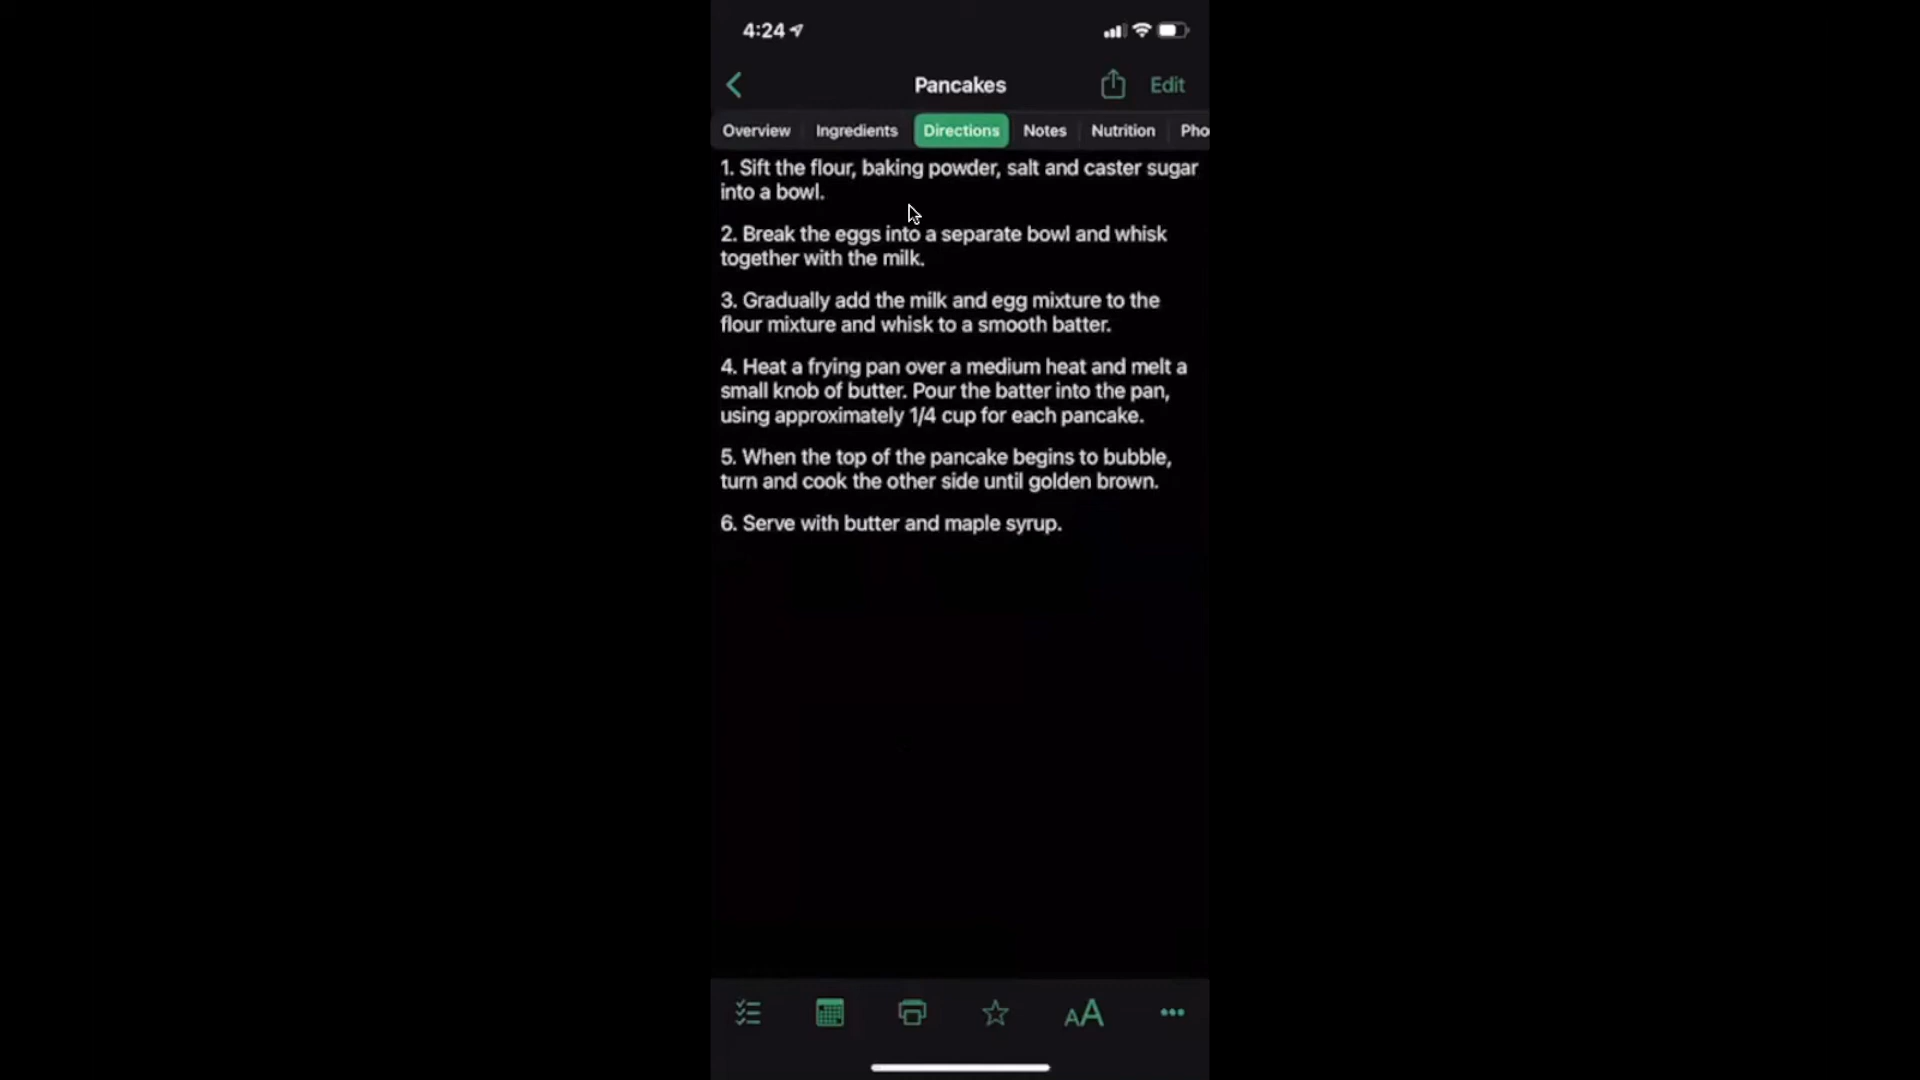 4:24
Pancakes
Edit
Overview Ingredients Directions Notes Nutrition Pho
1. Sift the flour, baking powder, salt and caster sugar
into a bowl.
2. Break the eggs into a separate bowl and whisk
together with the milk.
3. Gradually add the milk and egg mixture to the
flour mixture and whisk to a smooth batter.
4. Heat a frying pan over a medium heat and melt a
small knob of butter. Pour the batter into the pan,
using approximately 1/4 cup for each pancake.
5. When the top of the pancake begins to bubble,
turn and cook the other side until golden brown.
6. Serve with butter and maple syrup.
AA